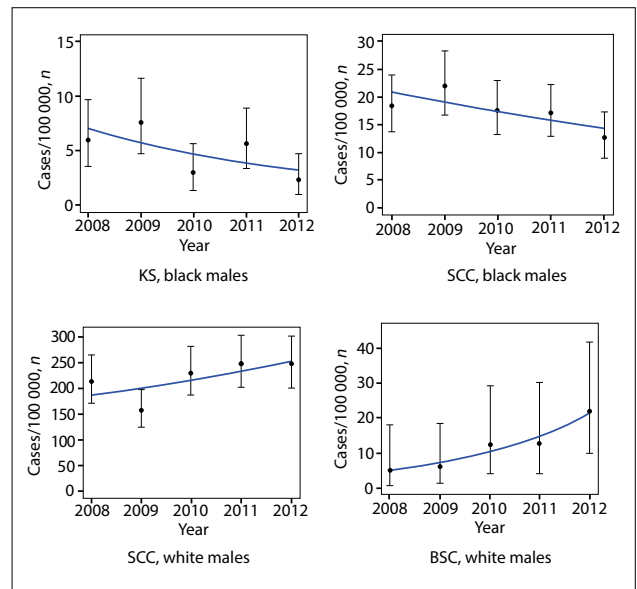 Cases/100 000, n
15
10
5
0
2008 2009 2010 2011 2012
Year
KS, black males
Cases/100 000, n
30
25
20
15
10
5
0
2008 2009 2010 2011 2012
Year
SCC, black males
Cases/100 000, n
300
250
200
150
100
50
0
2008 2009 2010 2011 2012
Year
SCC, white males
Cases/100 000, n
40
30
20
10
0
2008 2009 2010 2011 2012
Year
BSC, white males